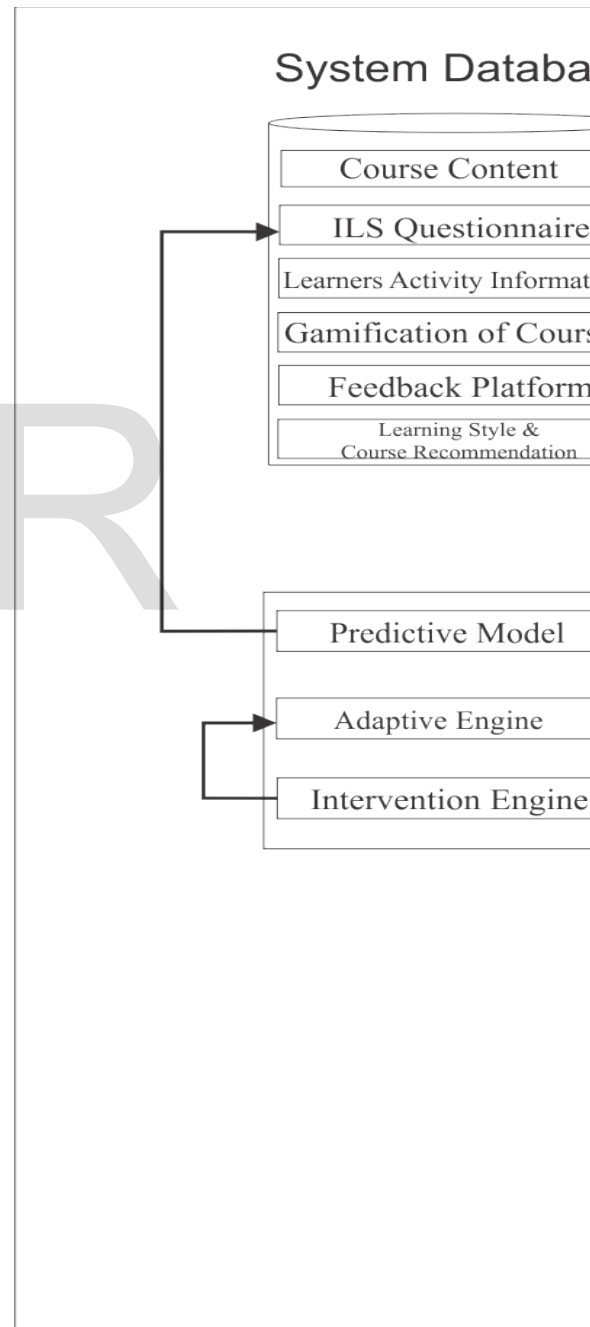 System Databa
Course Content
ILS Questionnaire
Learners Activity Informat
Gamification of Cours
Feedback Platform
Learning Style &
Course Recommendation
R
Predictive Model
Adaptive Engine
Intervention Engine